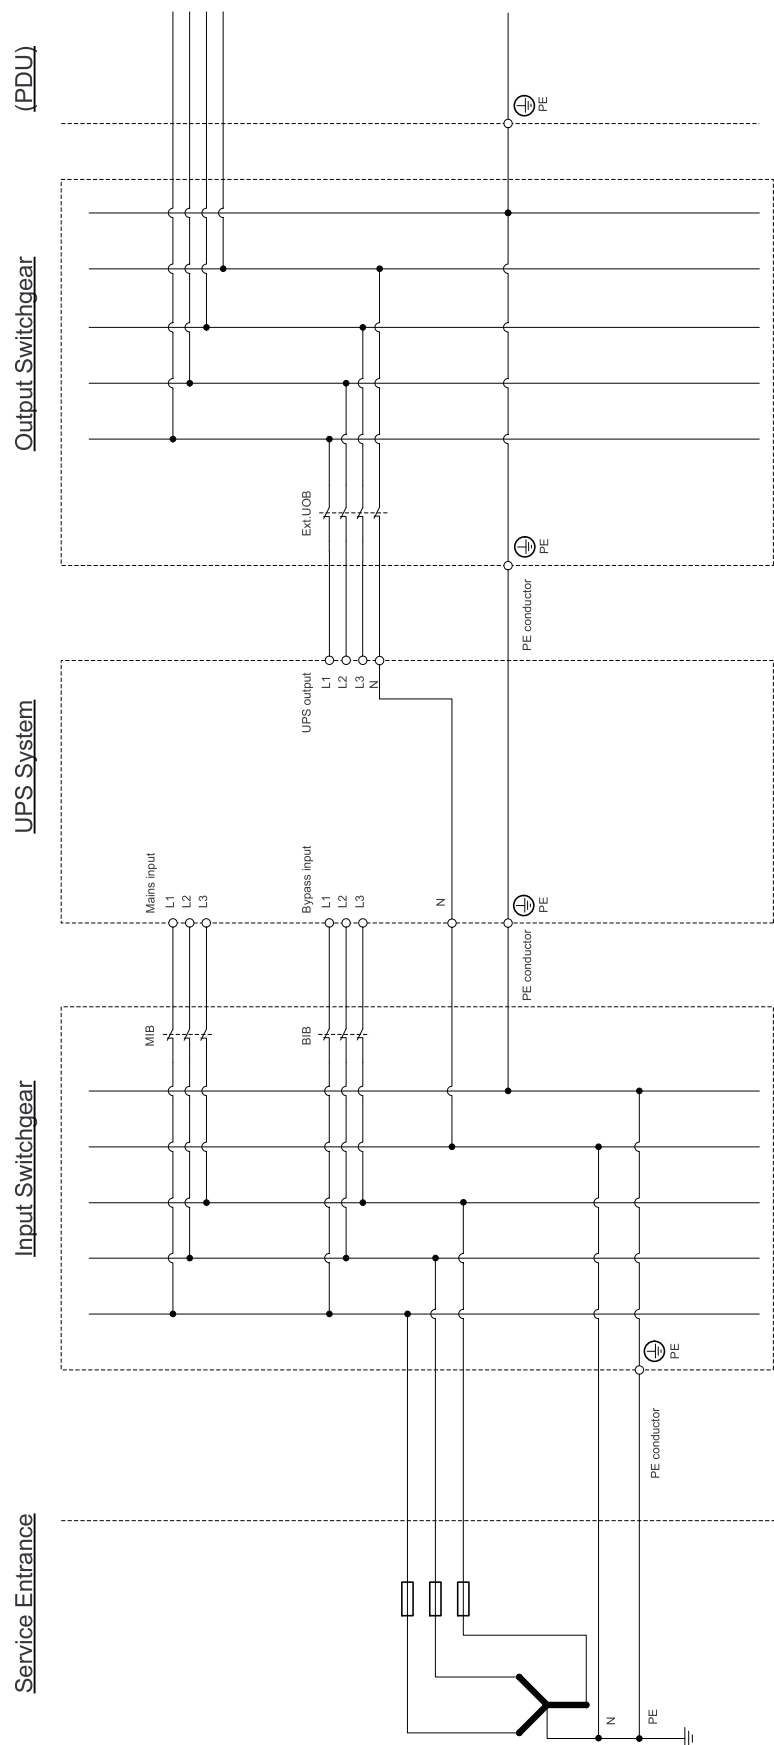 Service Entrance
Input Switchgear
UPS System
Output Switchgear
(PDU)
N
PE
PE conductor
PE
MIB
BIB
Mains input
L1
L2
L3
Bypass input
L1
L2
L3
N
PE conductor
PE
UPS output
L1
L2
L3
N
PE conductor
PE
Ext.UOB
PE